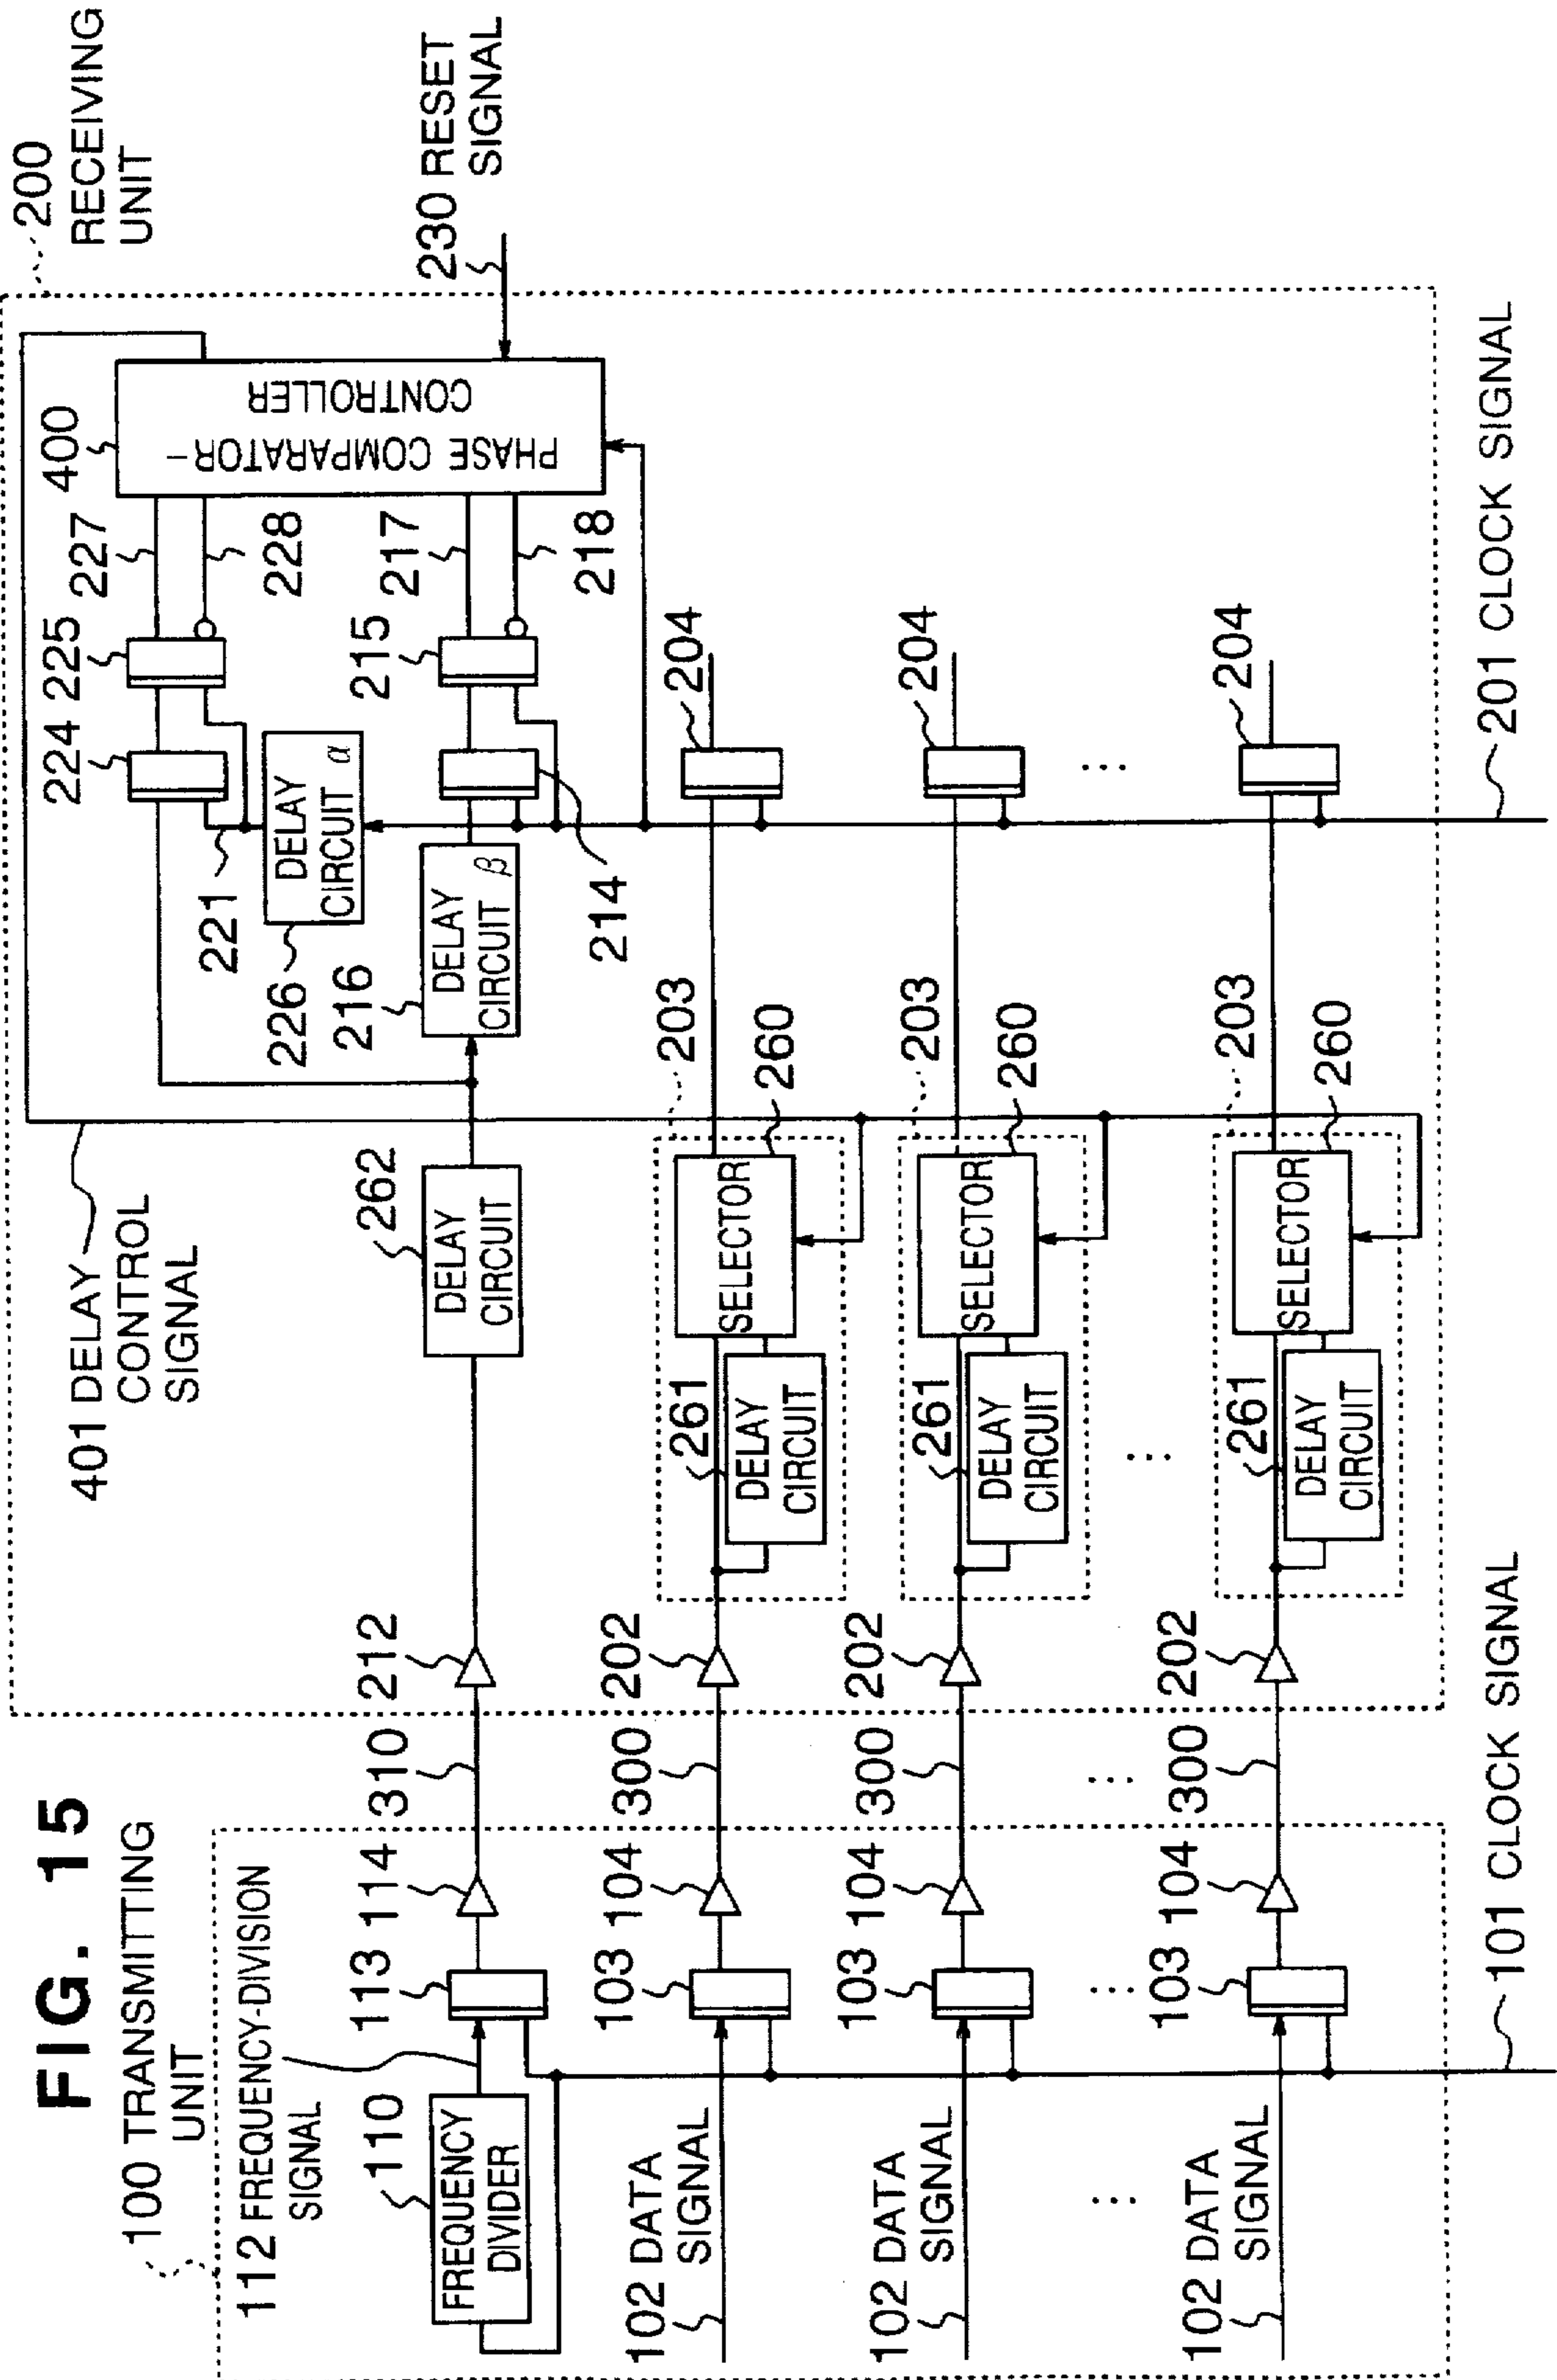 FIG. 15
100 TRANSMITTING
UNIT
112 FREQUENCY-DIVISION
SIGNAL
110
FREQUENCY
DIVIDER
113
114
310
212
401 DELAY
CONTROL
SIGNAL
262
DELAY
CIRCUIT
221
226
DELAY
CIRCUIT α
216
DELAY
CIRCUIT β
214
224
225
227
228
215
217
218
400
PHASE COMPARATOR-
CONTROLLER
200
RECEIVING
UNIT
230 RESET
SIGNAL
102 DATA
SIGNAL
103
104
300
202
261
DELAY
CIRCUIT
SELECTOR
203
260
204
102 DATA
SIGNAL
103
104
300
202
261
DELAY
CIRCUIT
SELECTOR
203
260
204
...
...
...
...
...
102 DATA
SIGNAL
103
104
300
202
261
DELAY
CIRCUIT
SELECTOR
203
260
204
101 CLOCK SIGNAL
201 CLOCK SIGNAL